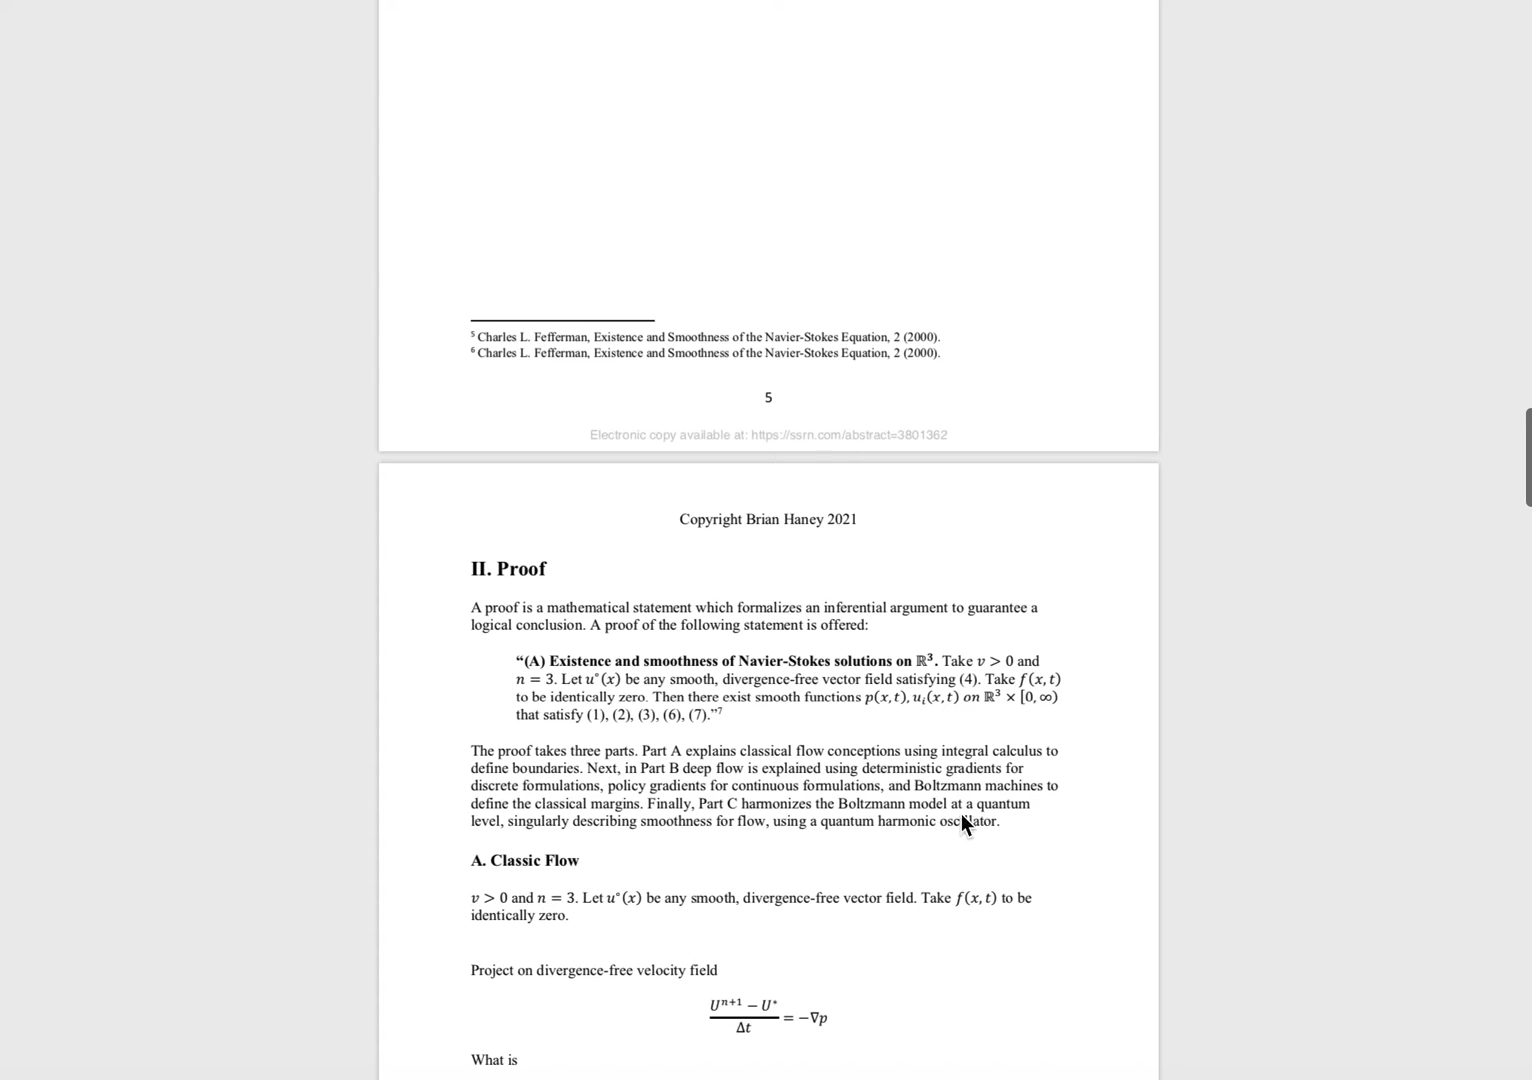 ⁵ Charles L. Fefferman, Existence and Smoothness of the Navier-Stokes Equation, 2 (2000).
⁶ Charles L. Fefferman, Existence and Smoothness of the Navier-Stokes Equation, 2 (2000).
5
Electronic copy available at: https://ssrn.com/abstract=3801362
Copyright Brian Haney 2021
II. Proof
A proof is a mathematical statement which formalizes an inferential argument to guarantee a
logical conclusion. A proof of the following statement is offered:
“(A) Existence and smoothness of Navier-Stokes solutions on ℝ³. Take v > 0 and
n = 3. Let u°(x) be any smooth, divergence-free vector field satisfying (4). Take f(x, t)
to be identically zero. Then there exist smooth functions p(x, t), uᵢ(x, t) on ℝ³ × [0, ∞)
that satisfy (1), (2), (3), (6), (7).”⁷
The proof takes three parts. Part A explains classical flow conceptions using integral calculus to
define boundaries. Next, in Part B deep flow is explained using deterministic gradients for
discrete formulations, policy gradients for continuous formulations, and Boltzmann machines to
define the classical margins. Finally, Part C harmonizes the Boltzmann model at a quantum
level, singularly describing smoothness for flow, using a quantum harmonic oscillator.
A. Classic Flow
v > 0 and n = 3. Let u°(x) be any smooth, divergence-free vector field. Take f(x, t) to be
identically zero.
Project on divergence-free velocity field
Uⁿ⁺¹ − U*
= −∇p
Δt
What is